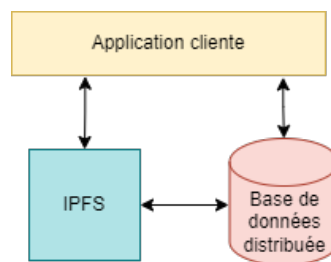 Application cliente
IPFS
Base de
données
distribuée